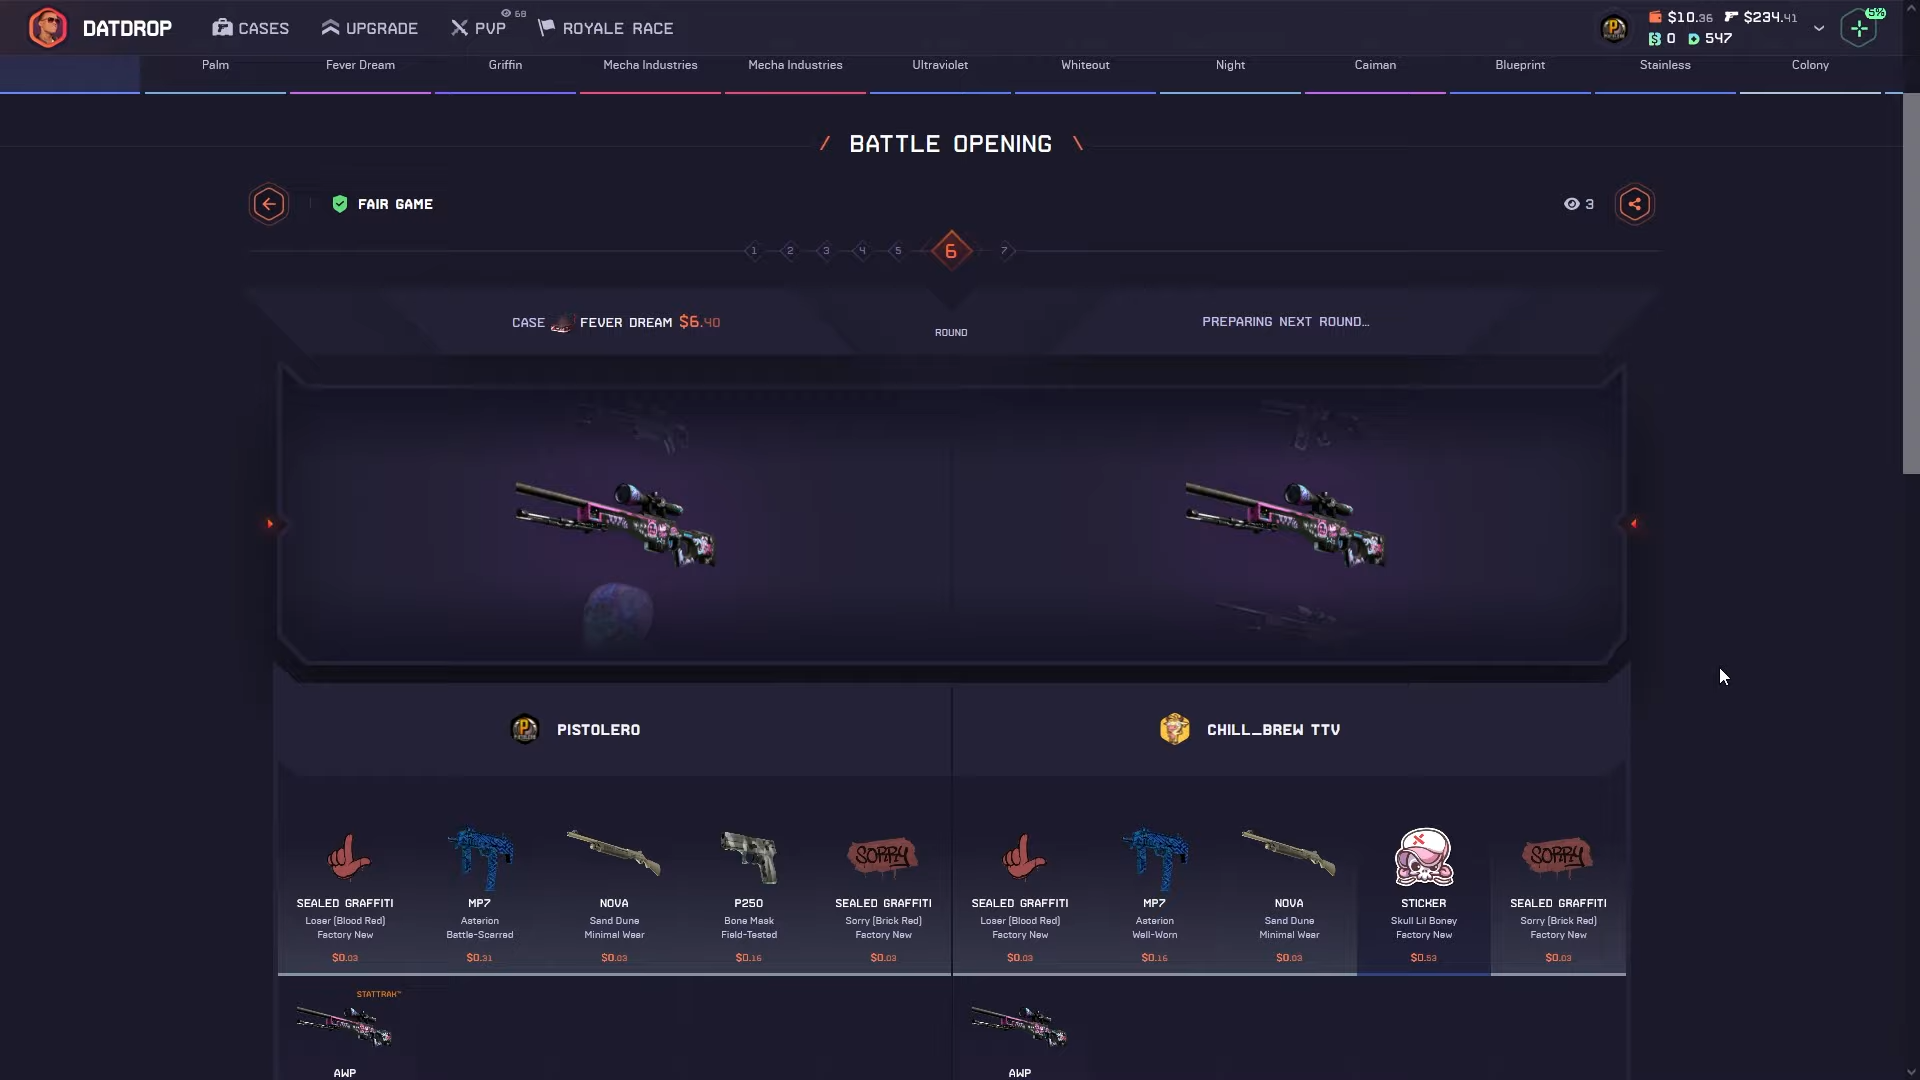 DATDROP
CASES
UPGRADE
PVP
68
ROYALE RACE
$10.36
$234.41
0
547
5%
Palm
Fever Dream
Griffin
Mecha Industries
Mecha Industries
Ultraviolet
Whiteout
Night
Caiman
Blueprint
Stainless
Colony
/ BATTLE OPENING \
FAIR GAME
3
1
2
3
4
5
6
7
CASE FEVER DREAM $6.40
ROUND
PREPARING NEXT ROUND...
PISTOLERO
CHILL_BREW TTV
SORRY
SORRY
SEALED GRAFFITI
Loser (Blood Red)
Factory New
$0.03
MP7
Asterion
Battle-Scarred
$0.31
NOVA
Sand Dune
Minimal Wear
$0.03
P250
Bone Mask
Field-Tested
$0.16
SEALED GRAFFITI
Sorry (Brick Red)
Factory New
$0.03
SEALED GRAFFITI
Loser (Blood Red)
Factory New
$0.03
MP7
Asterion
Well-Worn
$0.16
NOVA
Sand Dune
Minimal Wear
$0.03
STICKER
Skull Lil Boney
Factory New
$0.53
SEALED GRAFFITI
Sorry (Brick Red)
Factory New
$0.03
STATTRAK™
AWP
AWP